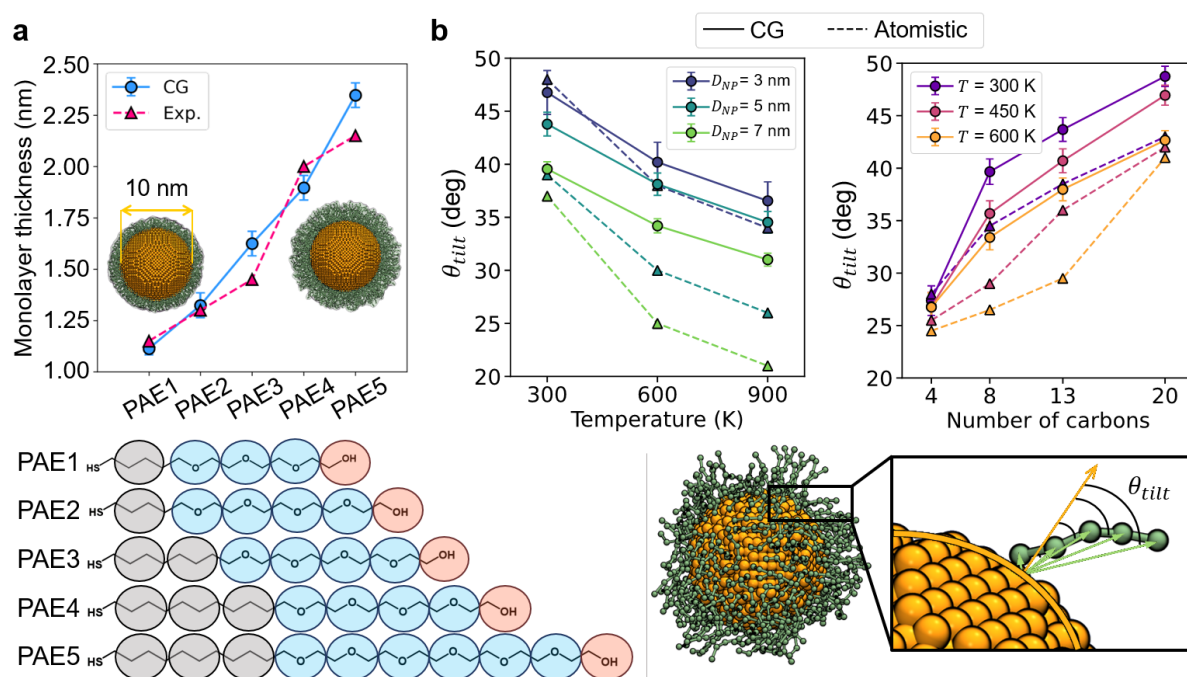 a
Monolayer thickness (nm)
2.50
2.25
2.00
1.75
1.50
1.25
1.00
CG
Exp.
10 nm
PAE1
PAE2
PAE3
PAE4
PAE5
b
CG
Atomistic
θtilt (deg)
50
45
40
35
30
25
20
DNP = 3 nm
DNP = 5 nm
DNP = 7 nm
300
600
900
Temperature (K)
θtilt (deg)
50
45
40
35
30
25
20
T = 300 K
T = 450 K
T = 600 K
4
8
13
20
Number of carbons
PAE1 HS O O O OH
PAE2 HS O O O O OH
PAE3 HS O O O O OH
PAE4 HS O O O O OH
PAE5 HS O O O O O O OH
θtilt